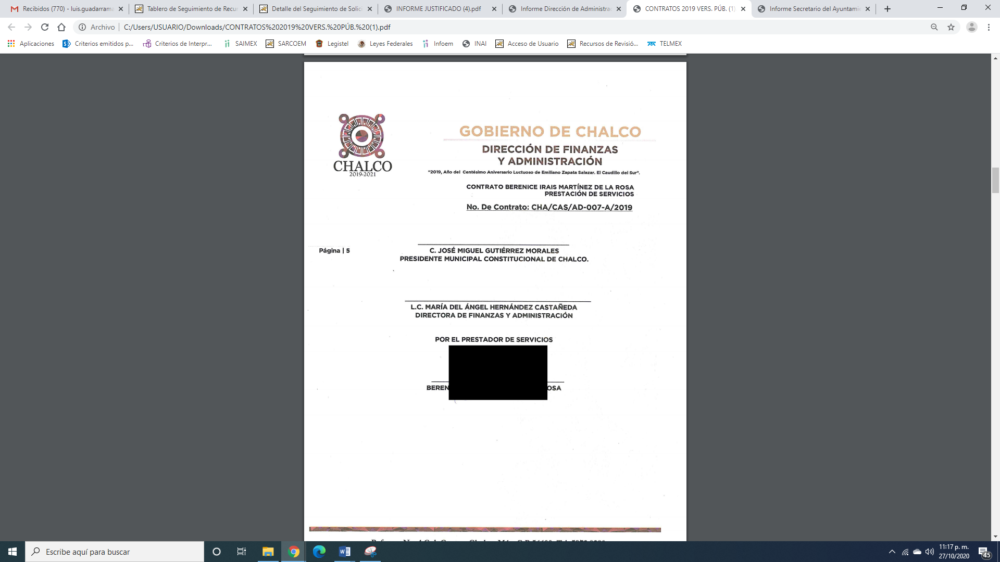 Recibidos (770) - luis.guadarrama
Tablero de Seguimiento de Recur
Detalle del Seguimiento de Solici
INFORME JUSTIFICADO (4).pdf
Informe Dirección de Administra
CONTRATOS 2019 VERS. PÚB. (1)
Informe Secretario del Ayuntamie
Archivo
C:/Users/USUARIO/Downloads/CONTRATOS%202019%20VERS.%20PÚB.%20(1).pdf
Aplicaciones
Criterios emitidos p...
Criterios de Interpr...
SAIMEX
SARCOEM
Legistel
Leyes Federales
Infoem
INAI
Acceso de Usuario
Recursos de Revisió...
TELMEX
CHALCO
2019-2021
GOBIERNO DE CHALCO
DIRECCIÓN DE FINANZAS
Y ADMINISTRACIÓN
"2019, Año del Centésimo Aniversario Luctuoso de Emiliano Zapata Salazar. El Caudillo del Sur".
CONTRATO BERENICE IRAIS MARTÍNEZ DE LA ROSA
PRESTACIÓN DE SERVICIOS
No. De Contrato: CHA/CAS/AD-007-A/2019
Página | 5
C. JOSÉ MIGUEL GUTIÉRREZ MORALES
PRESIDENTE MUNICIPAL CONSTITUCIONAL DE CHALCO.
L.C. MARÍA DEL ÁNGEL HERNÁNDEZ CASTAÑEDA
DIRECTORA DE FINANZAS Y ADMINISTRACIÓN
POR EL PRESTADOR DE SERVICIOS
BEREN OSA
Escribe aquí para buscar
11:17 p. m.
27/10/2020
45